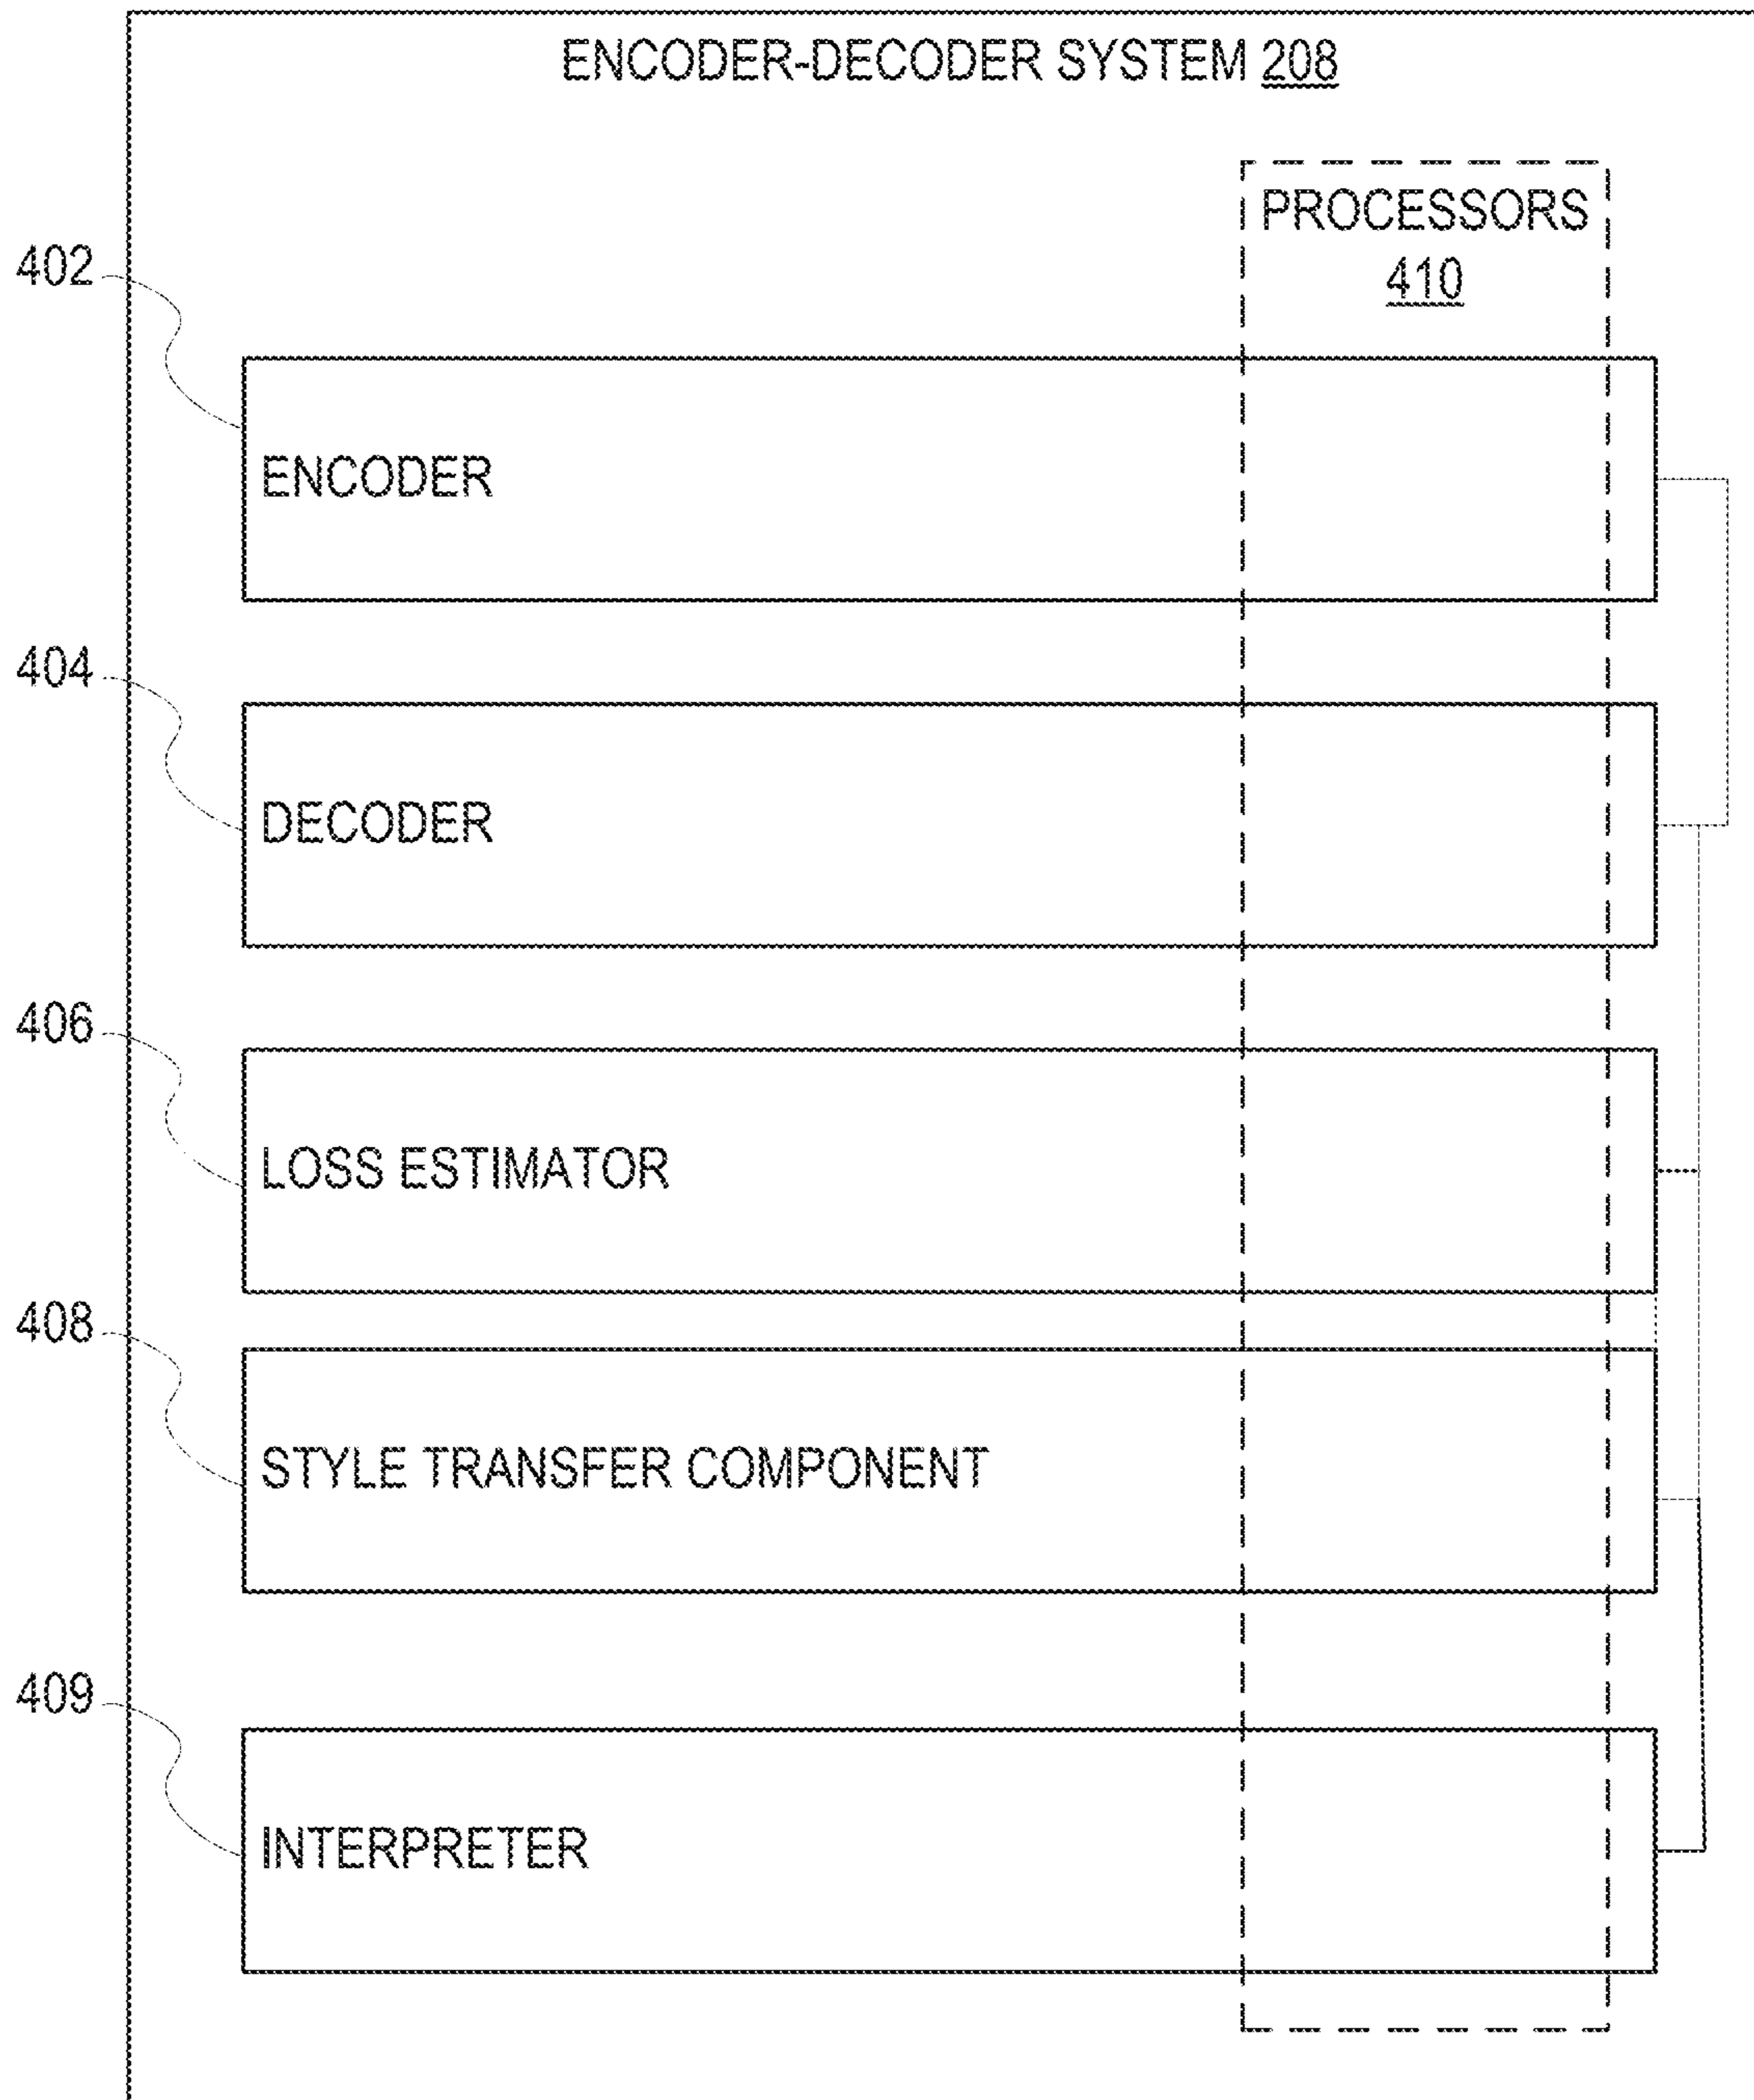 ENCODER-DECODER SYSTEM 208
PROCESSORS
410
402
ENCODER
404
DECODER
406
LOSS ESTIMATOR
408
STYLE TRANSFER COMPONENT
409
INTERPRETER